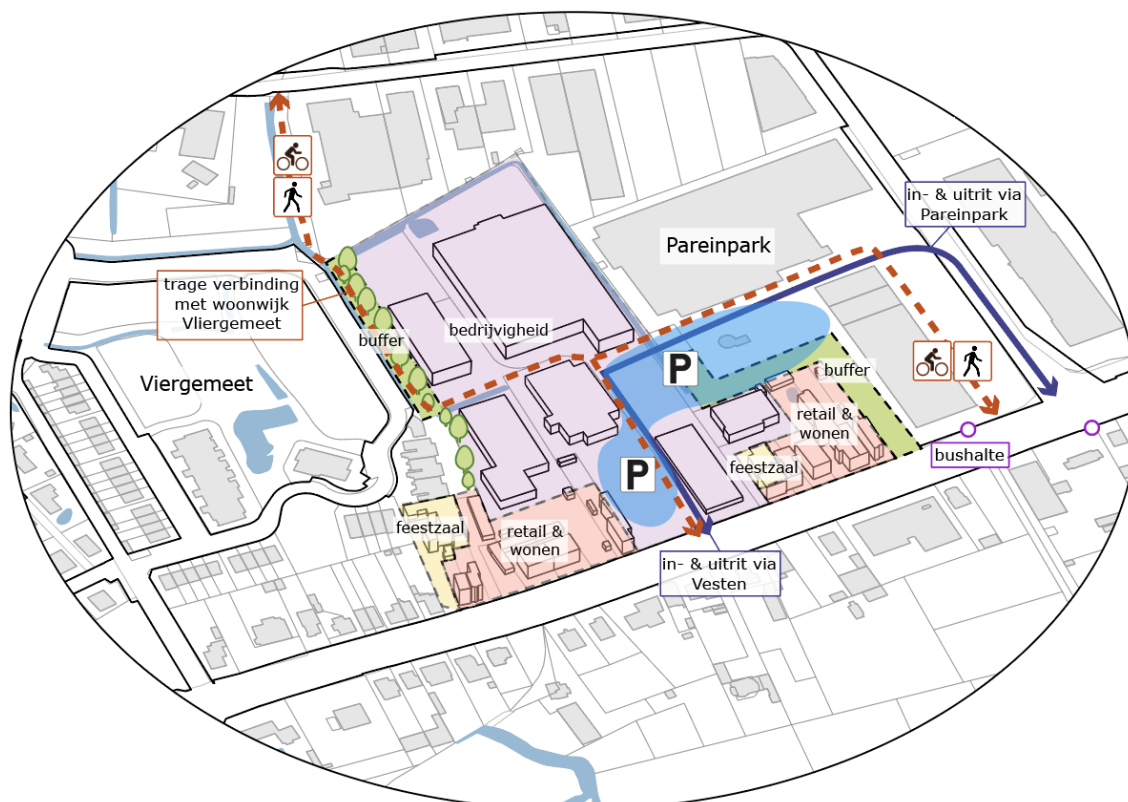 in- & uitrit via
Pareinpark
Pareinpark
trage verbinding
met woonwijk
Vliergemeet
bedrijvigheid
buffer
P
buffer
Viergemeet
retail &
wonen
bushalte
feestzaal
P
feestzaal
retail &
wonen
in- & uitrit via
Vesten